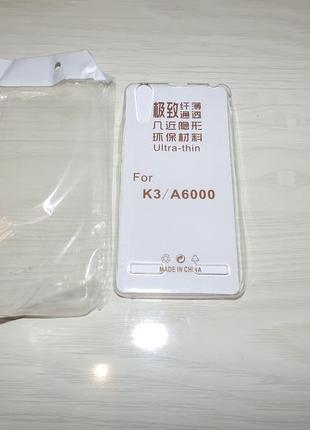 极致纤薄通透
几近隐形
环保材料
Ultra-thin
For
K3/A6000
MADE IN CHINA